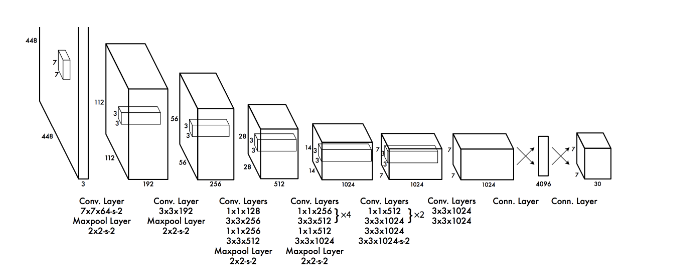 448
448
7
7
3
112
112
3
3
192
56
56
3
3
256
28
28
3
3
512
14
14
3
3
1024
7
7
3
3
1024
7
7
1024
4096
7
7
30
Conv. Layer
7x7x64-s-2
Maxpool Layer
2x2-s-2
Conv. Layer
3x3x192
Maxpool Layer
2x2-s-2
Conv. Layers
1x1x128
3x3x256
1x1x256
3x3x512
Maxpool Layer
2x2-s-2
Conv. Layers
1x1x256
3x3x512 }×4
1x1x512
3x3x1024
Maxpool Layer
2x2-s-2
Conv. Layers
1x1x512
3x3x1024 }×2
3x3x1024
3x3x1024-s-2
Conv. Layers
3x3x1024
3x3x1024
Conn. Layer
Conn. Layer